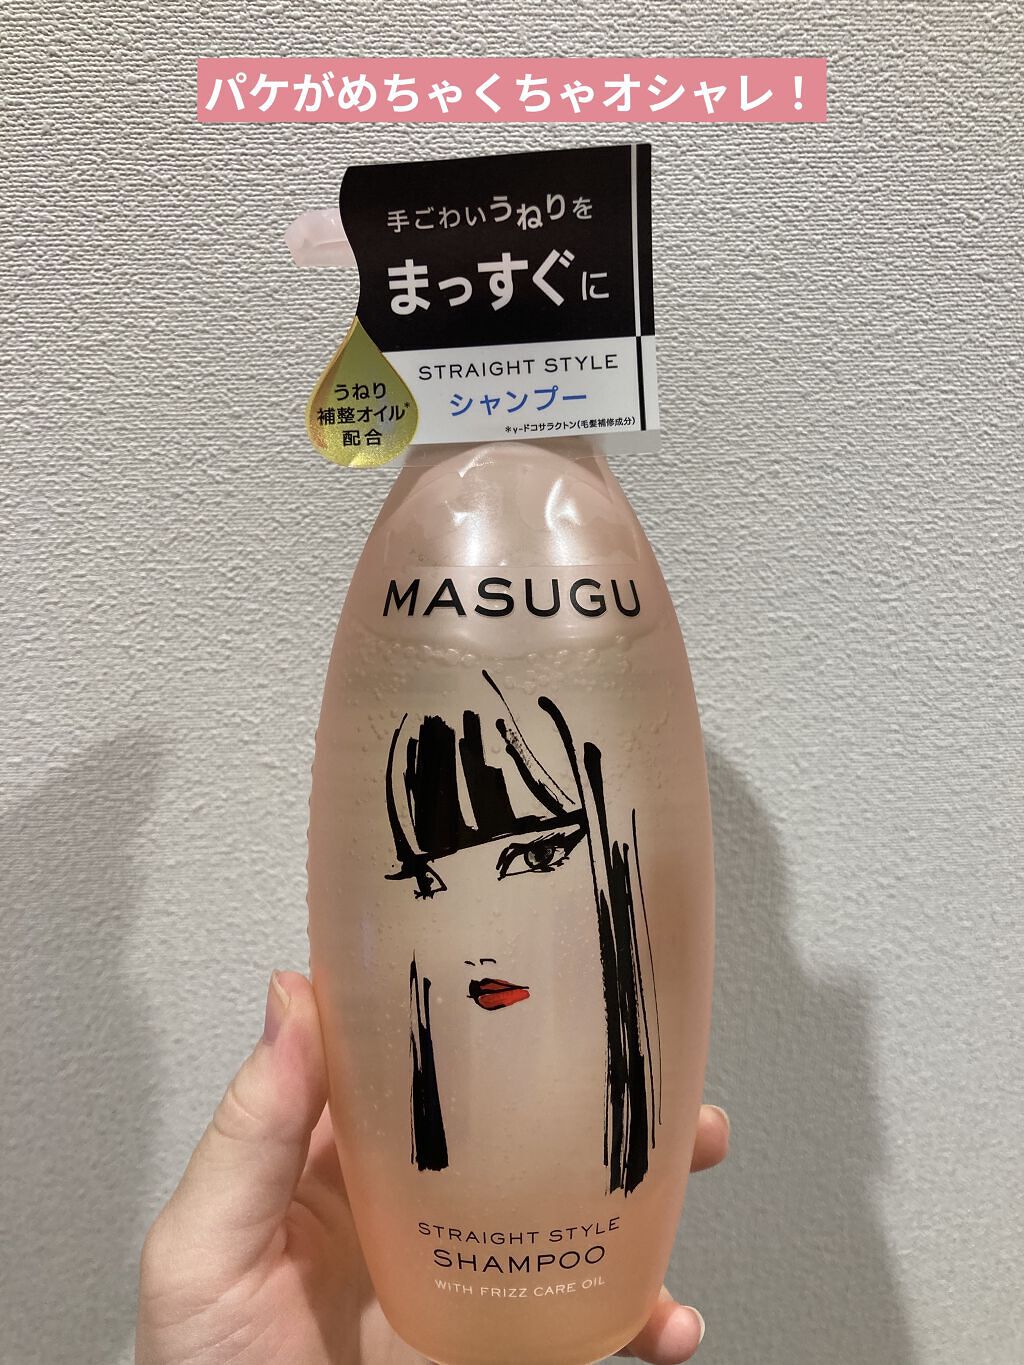 パケがめちゃくちゃオシャレ！
手ごわいうねりを
まっすぐに
STRAIGHT STYLE
シャンプー
*γ-ドコサラクトン(毛髪補修成分)
うねり
補整オイル*
配合
MASUGU
STRAIGHT STYLE
SHAMPOO
WITH FRIZZ CARE OIL